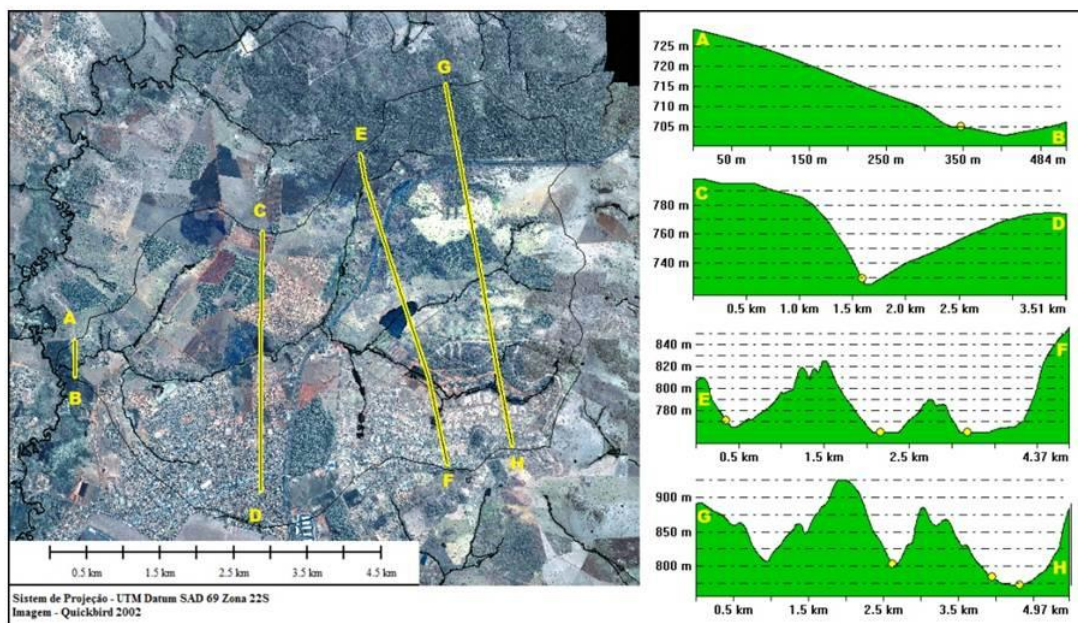 G
E
C
A
B
F
H
D
0.5 km 1.5 km 2.5 km 3.5 km 4.5 km
Sistem de Projeção - UTM Datum SAD 69 Zona 22S
Imagem - Quickbird 2002
A
725 m
720 m
715 m
710 m
705 m
B
50 m 150 m 250 m 350 m 484 m
C
780 m
D
760 m
740 m
0.5 km 1.0 km 1.5 km 2.0 km 2.5 km 3.51 km
840 m
F
820 m
800 m
E
780 m
0.5 km 1.5 km 2.5 km 4.37 km
900 m
G
850 m
800 m
H
0.5 km 1.5 km 2.5 km 3.5 km 4.97 km